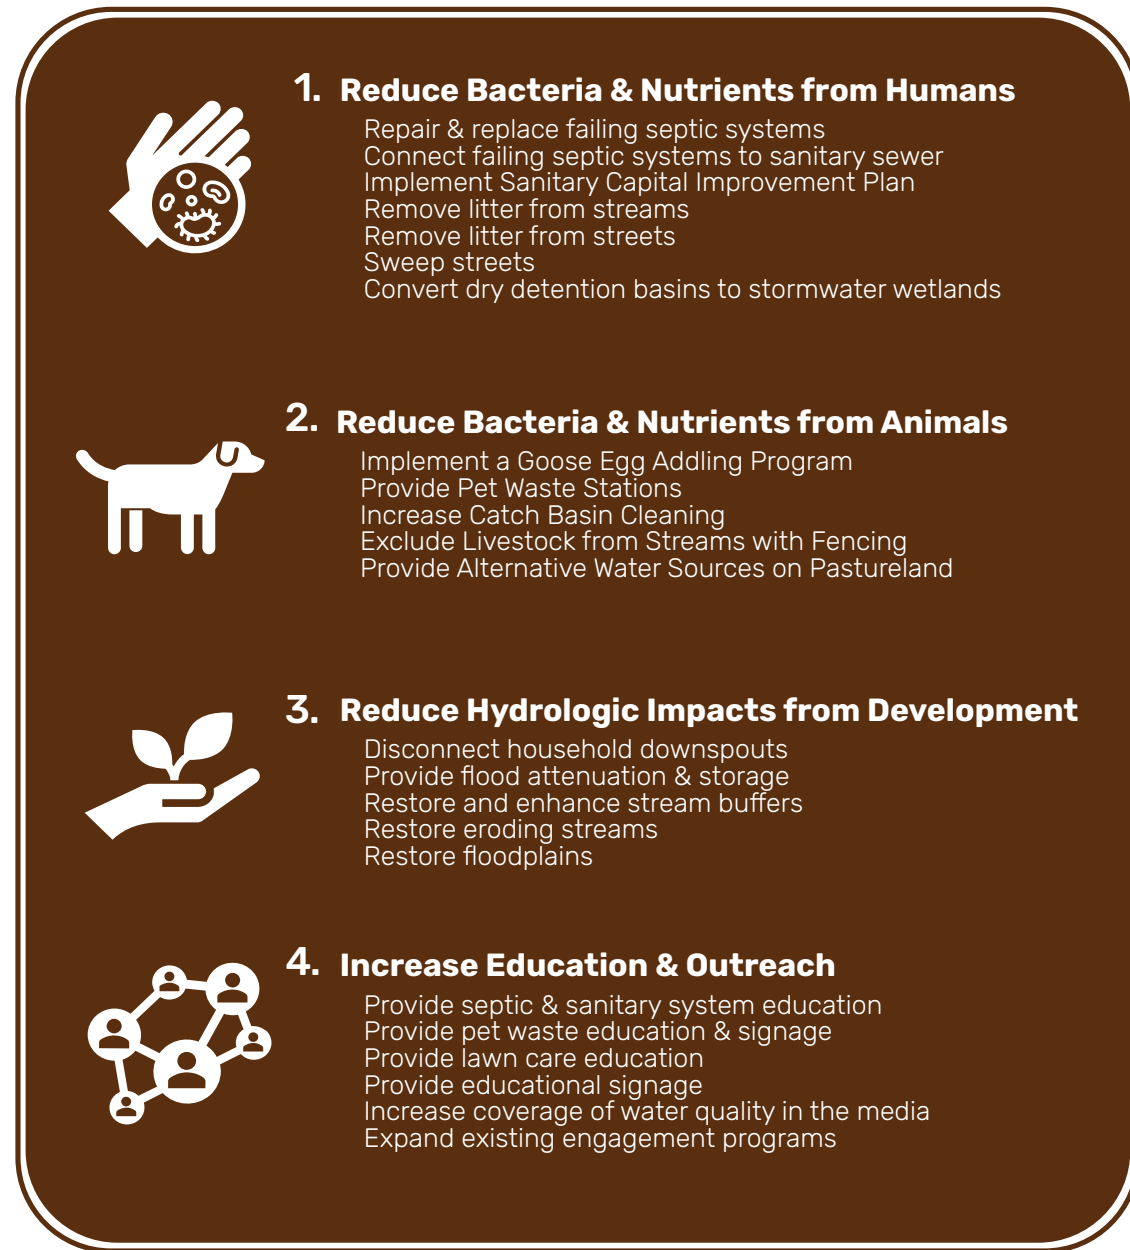 1. Reduce Bacteria & Nutrients from Humans
Repair & replace failing septic systems
Connect failing septic systems to sanitary sewer
Implement Sanitary Capital Improvement Plan
Remove litter from streams
Remove litter from streets
Sweep streets
Convert dry detention basins to stormwater wetlands
2. Reduce Bacteria & Nutrients from Animals
Implement a Goose Egg Addling Program
Provide Pet Waste Stations
Increase Catch Basin Cleaning
Exclude Livestock from Streams with Fencing
Provide Alternative Water Sources on Pastureland
3. Reduce Hydrologic Impacts from Development
Disconnect household downspouts
Provide flood attenuation & storage
Restore and enhance stream buffers
Restore eroding streams
Restore floodplains
4. Increase Education & Outreach
Provide septic & sanitary system education
Provide pet waste education & signage
Provide lawn care education
Provide educational signage
Increase coverage of water quality in the media
Expand existing engagement programs